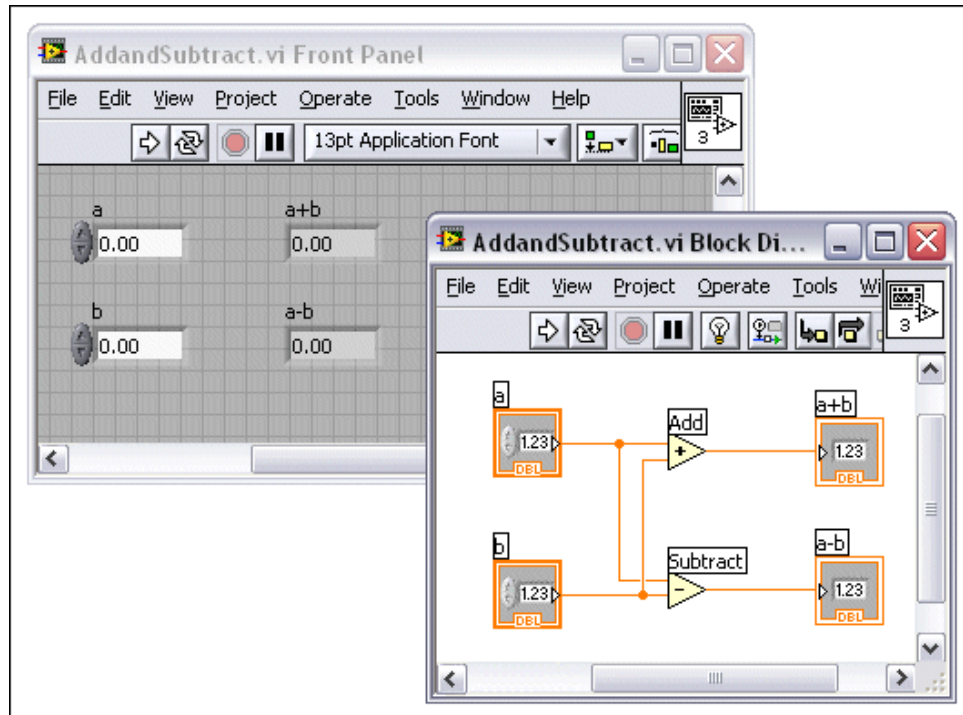 AddandSubtract.vi Front Panel
File Edit View Project Operate Tools Window Help
13pt Application Font
3
a
0.00
a+b
0.00
b
0.00
a-b
0.00
AddandSubtract.vi Block Di...
File Edit View Project Operate Tools Wi
3
a
1.23
DBL
Add
+
a+b
1.23
DBL
b
1.23
DBL
Subtract
-
a-b
1.23
DBL